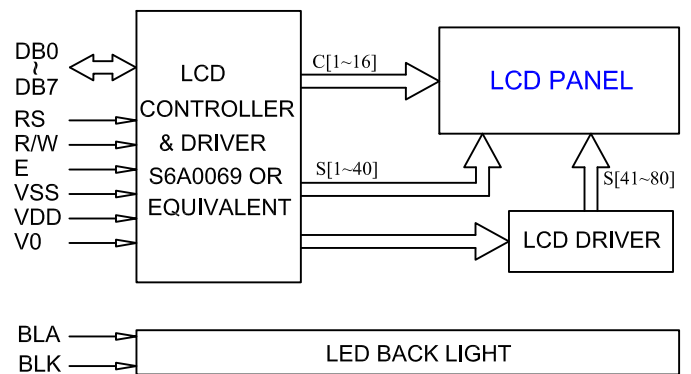 DB0
~
DB7
RS
R/W
E
VSS
VDD
V0
LCD
CONTROLLER
& DRIVER
S6A0069 OR
EQUIVALENT
C[1~16]
S[1~40]
LCD PANEL
S[41~80]
LCD DRIVER
BLA
BLK
LED BACK LIGHT